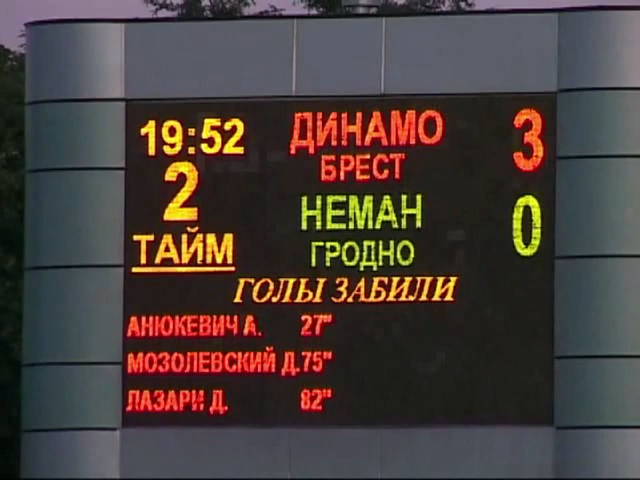 19:52 ДИНАМО 3
БРЕСТ
2 НЕМАН 0
ТАЙМ ГРОДНО
ГОЛЫ ЗАБИЛИ
АНЮКЕВИЧ А. 27"
МОЗОЛЕВСКИЙ Д. 75"
ЛАЗАРИ Д. 82"